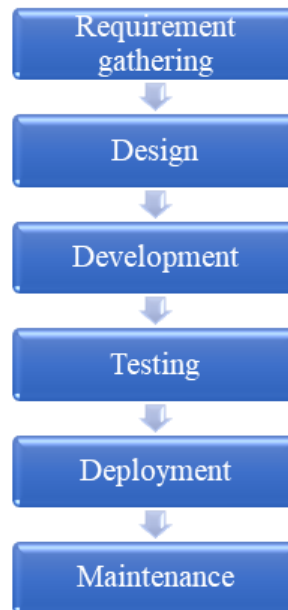 Requirement
gathering
Design
Development
Testing
Deployment
Maintenance